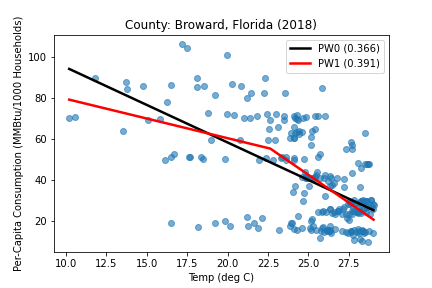 County: Broward, Florida (2018)
PW0 (0.366)
PW1 (0.391)
Per-Capita Consumption (MMBtu/1000 Households)
100
80
60
40
20
10.0 12.5 15.0 17.5 20.0 22.5 25.0 27.5
Temp (deg C)